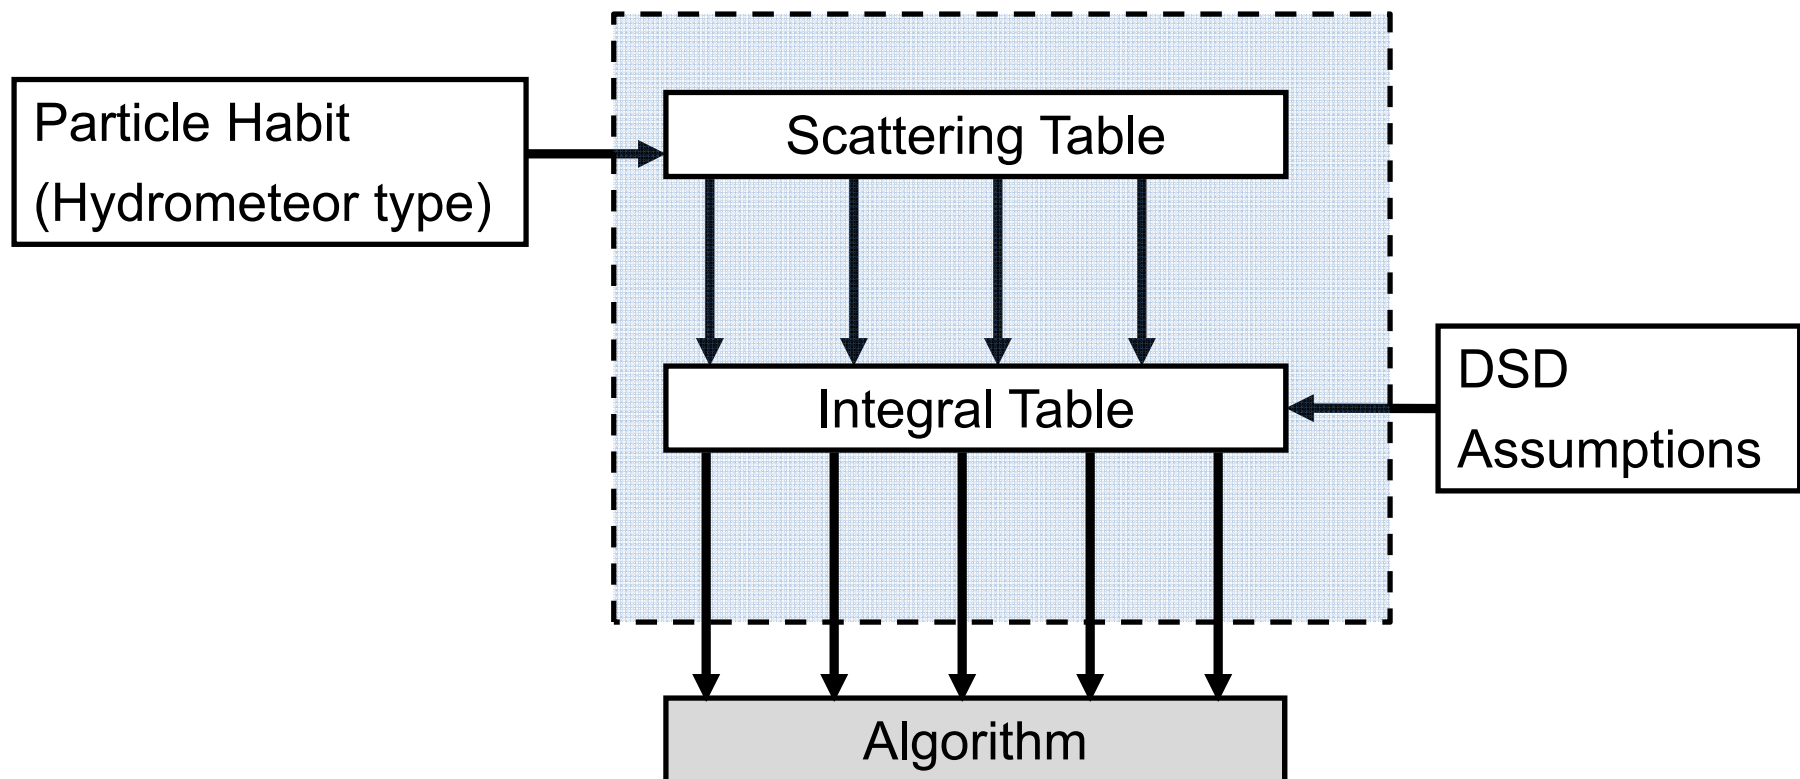 Particle Habit
(Hydrometeor type)
Scattering Table
Integral Table
DSD
Assumptions
Algorithm